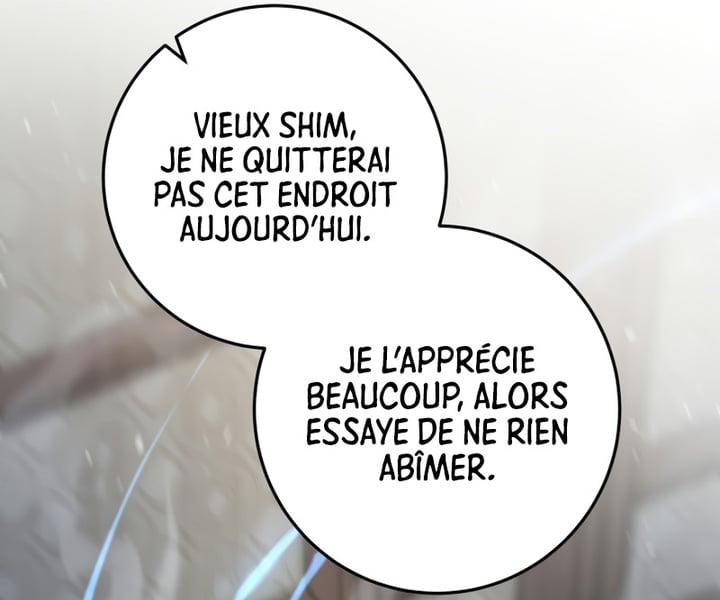 VIEUX SHIM,
JE NE QUITTERAI
PAS CET ENDROIT
AUJOURD'HUI.
JE L'APPRÉCIE
BEAUCOUP, ALORS
ESSAYE DE NE RIEN
ABÎMER.